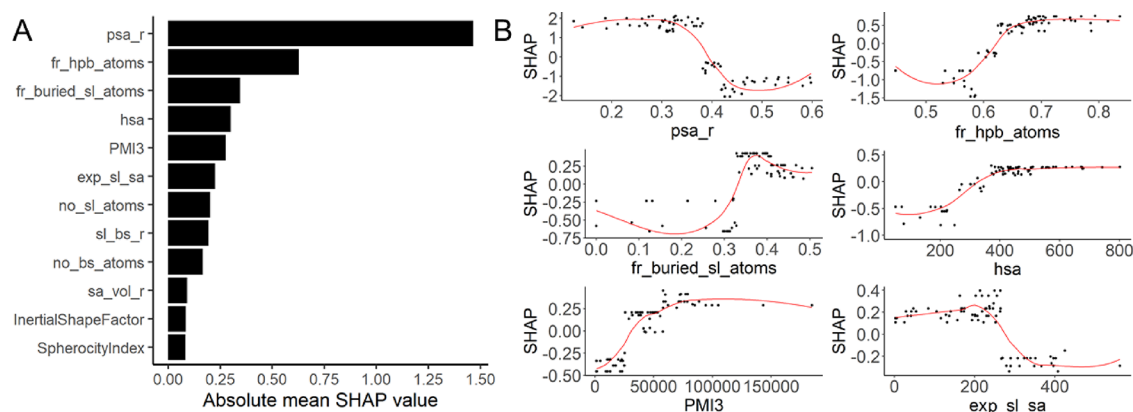 A
psa_r
fr_hpb_atoms
fr_buried_sl_atoms
hsa
PMI3
exp_sl_sa
no_sl_atoms
sl_bs_r
no_bs_atoms
sa_vol_r
InertialShapeFactor
SpherocityIndex
0.00 0.25 0.50 0.75 1.00 1.25 1.50
Absolute mean SHAP value
B
SHAP
2
1
0
-1
-2
0.2 0.3 0.4 0.5 0.6
psa_r
SHAP
0.5
0.0
-0.5
-1.0
-1.5
0.5 0.6 0.7 0.8
fr_hpb_atoms
SHAP
0.25
0.00
-0.25
-0.50
-0.75
0.0 0.1 0.2 0.3 0.4 0.5
fr_buried_sl_atoms
SHAP
0.5
0.0
-0.5
-1.0
200 400 600 800
hsa
SHAP
0.25
0.00
-0.25
-0.50
0 50000 100000 150000
PMI3
SHAP
0.4
0.2
0.0
-0.2
0 200 400
exp_sl_sa